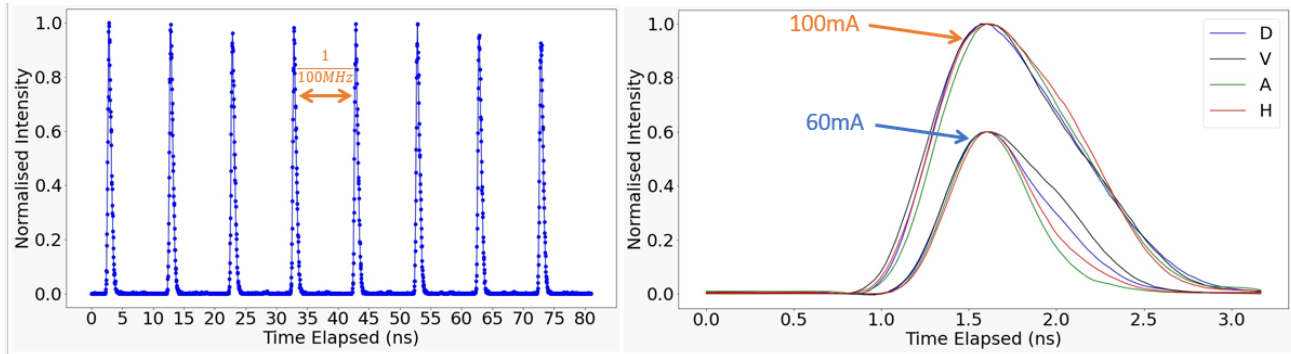 Normalised Intensity
1.0
0.8
0.6
0.4
0.2
0.0
1
100MHz
0 5 10 15 20 25 30 35 40 45 50 55 60 65 70 75 80
Time Elapsed (ns)
Normalised Intensity
1.0
0.8
0.6
0.4
0.2
0.0
100mA
60mA
D
V
A
H
0.0 0.5 1.0 1.5 2.0 2.5 3.0
Time Elapsed (ns)